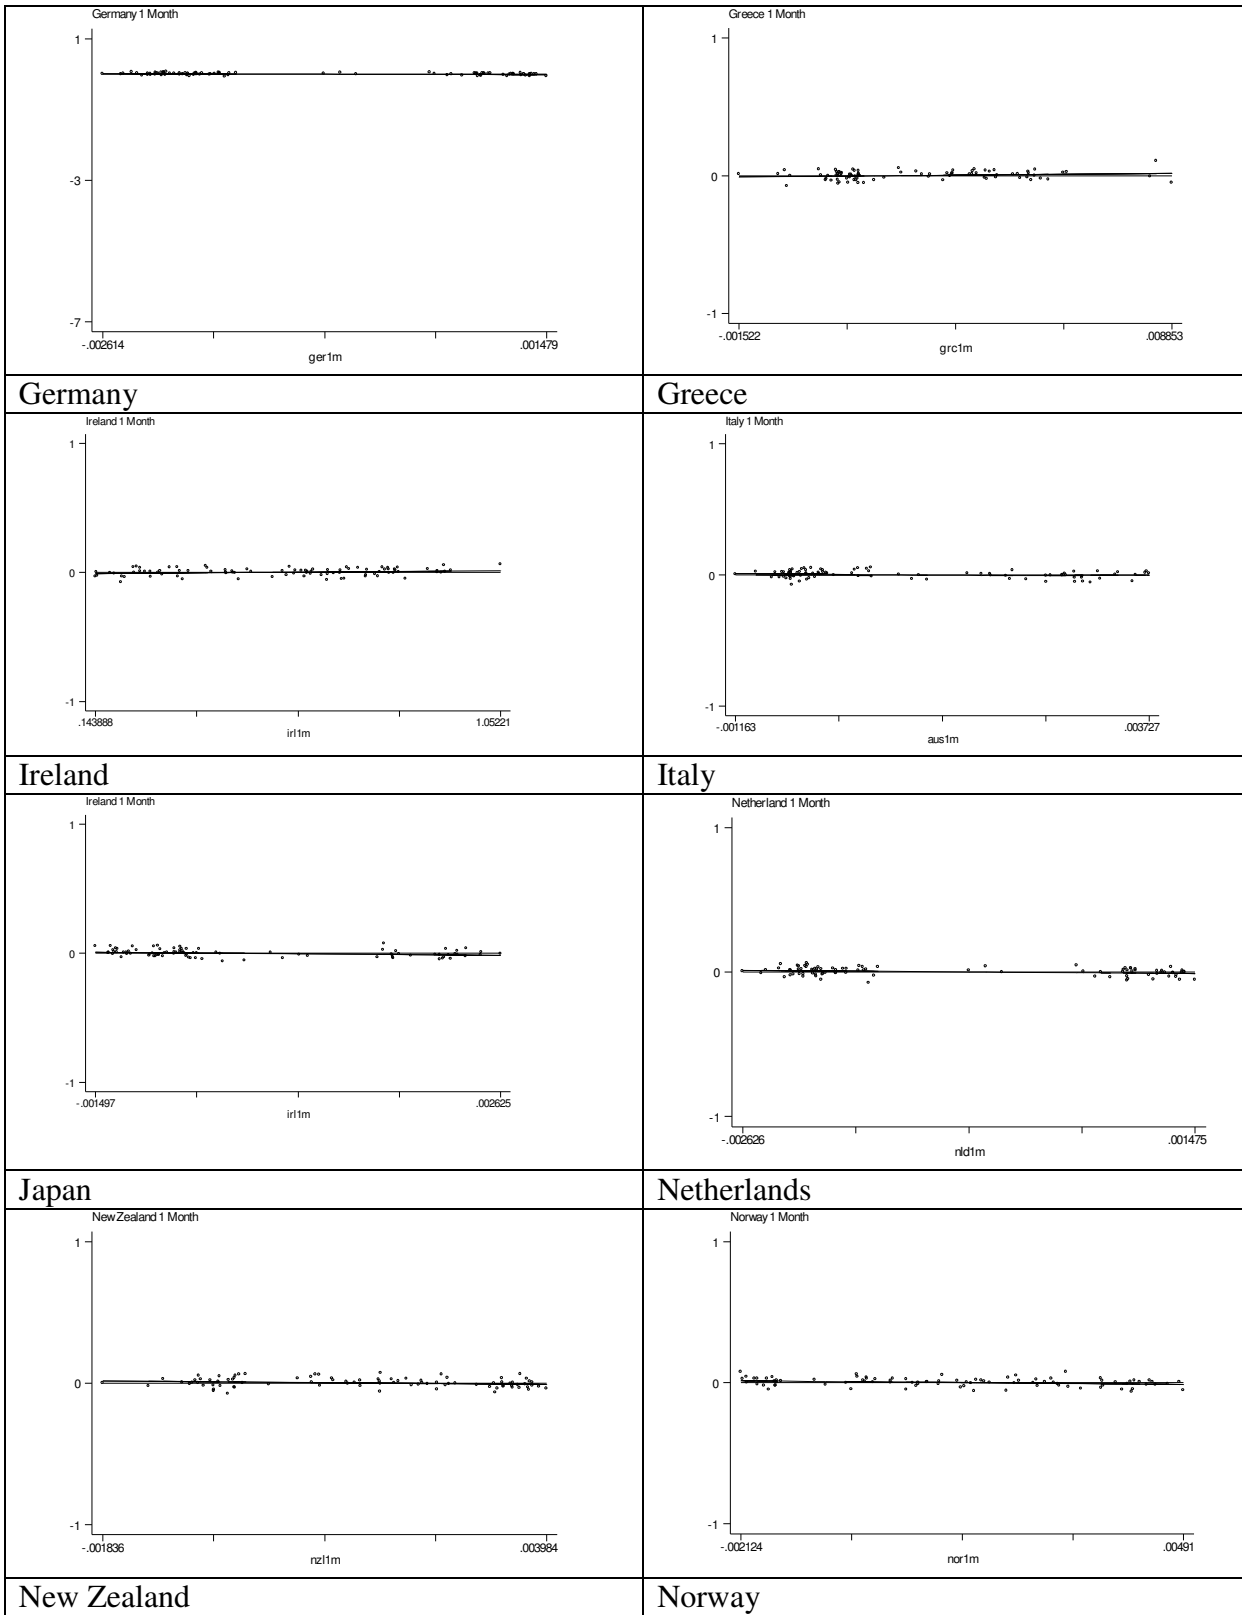 Germany 1 Month
1
-3
-7
-.002614
.001479
ger1m
Germany
Greece 1 Month
1
0
-1
-.001522
.008853
grc1m
Greece
Ireland 1 Month
1
0
-1
.143888
1.05221
irl1m
Ireland
Italy 1 Month
1
0
-1
-.001163
.003727
aus1m
Italy
Ireland 1 Month
1
0
-1
-.001497
.002625
irl1m
Japan
Netherland 1 Month
1
0
-1
-.002626
.001475
nld1m
Netherlands
New Zealand 1 Month
1
0
-1
-.001836
.003984
nzl1m
New Zealand
Norway 1 Month
1
0
-1
-.002124
.00491
nor1m
Norway